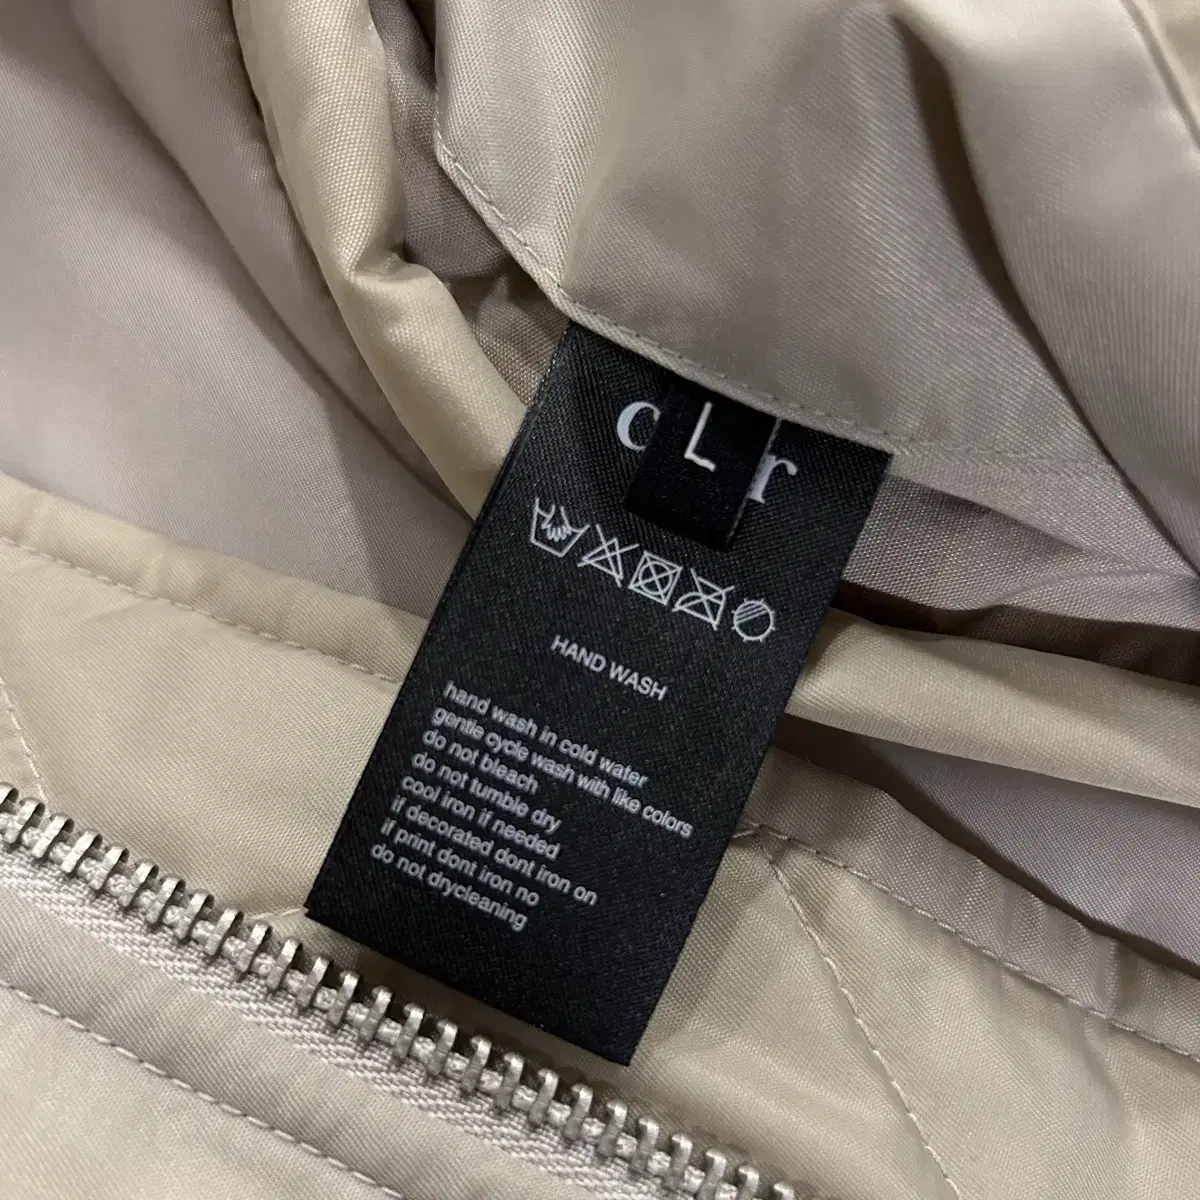 c L r
HAND WASH
hand wash in cold water
gentle cycle wash with like colors
do not bleach
do not tumble dry
cool iron if needed
if decorated dont iron on
if print dont iron no
do not drycleaning